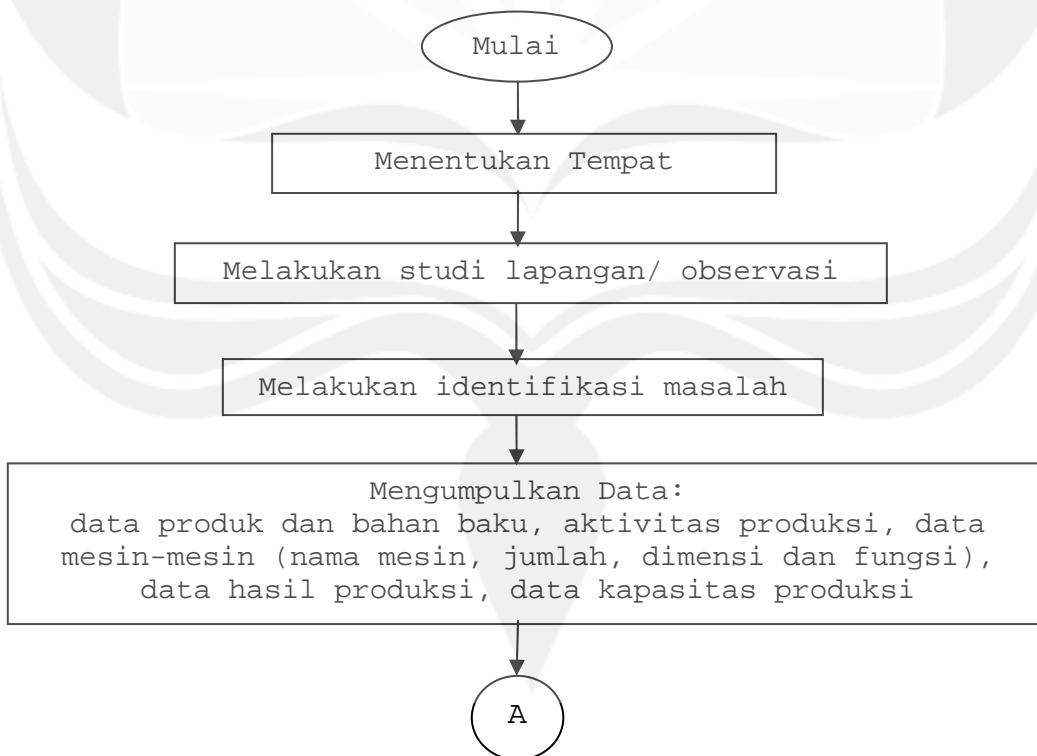 Mulai
Menentukan Tempat
Melakukan studi lapangan/ observasi
Melakukan identifikasi masalah
Mengumpulkan Data:
data produk dan bahan baku, aktivitas produksi, data
mesin-mesin (nama mesin, jumlah, dimensi dan fungsi),
data hasil produksi, data kapasitas produksi
A